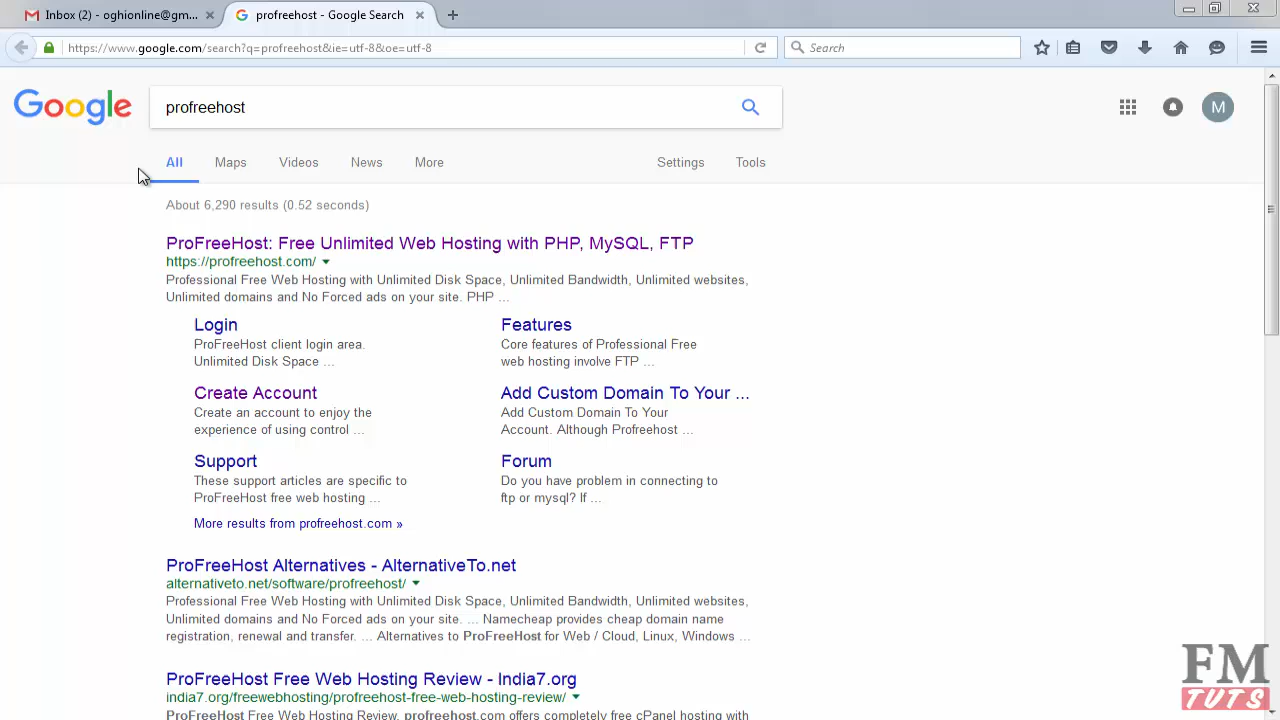 Inbox (2) - oghionline@gm...
profreehost - Google Search
https://www.google.com/search?q=profreehost&ie=utf-8&oe=utf-8
Search
Google
profreehost
M
All
Maps
Videos
News
More
Settings
Tools
About 6,290 results (0.52 seconds)
ProFreeHost: Free Unlimited Web Hosting with PHP, MySQL, FTP
https://profreehost.com/
Professional Free Web Hosting with Unlimited Disk Space, Unlimited Bandwidth, Unlimited websites,
Unlimited domains and No Forced ads on your site. PHP ...
Login
ProFreeHost client login area.
Unlimited Disk Space ...
Features
Core features of Professional Free
web hosting involve FTP ...
Create Account
Create an account to enjoy the
experience of using control ...
Add Custom Domain To Your ...
Add Custom Domain To Your
Account. Although Profreehost ...
Support
These support articles are specific to
ProFreeHost free web hosting ...
Forum
Do you have problem in connecting to
ftp or mysql? If ...
More results from profreehost.com »
ProFreeHost Alternatives - AlternativeTo.net
alternativeto.net/software/profreehost/
Professional Free Web Hosting with Unlimited Disk Space, Unlimited Bandwidth, Unlimited websites,
Unlimited domains and No Forced ads on your site. ... Namecheap provides cheap domain name
registration, renewal and transfer. ... Alternatives to ProFreeHost for Web / Cloud, Linux, Windows ...
ProFreeHost Free Web Hosting Review - India7.org
india7.org/freewebhosting/profreehost-free-web-hosting-review/
ProFreeHost Free Web Hosting Review. profreehost.com offers completely free cPanel hosting with
FM
TUTS